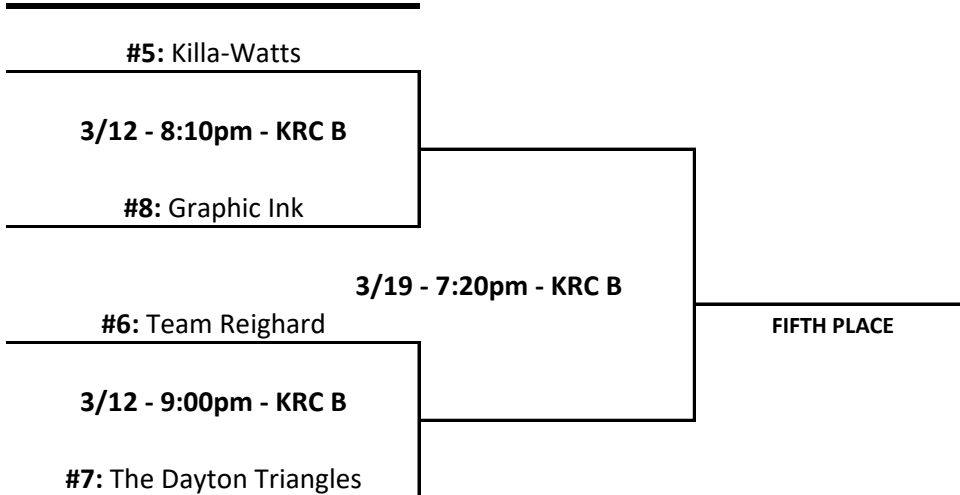 #5: Killa-Watts
3/12 - 8:10pm - KRC B
#8: Graphic Ink
3/19 - 7:20pm - KRC B
#6: Team Reighard
FIFTH PLACE
3/12 - 9:00pm - KRC B
#7: The Dayton Triangles